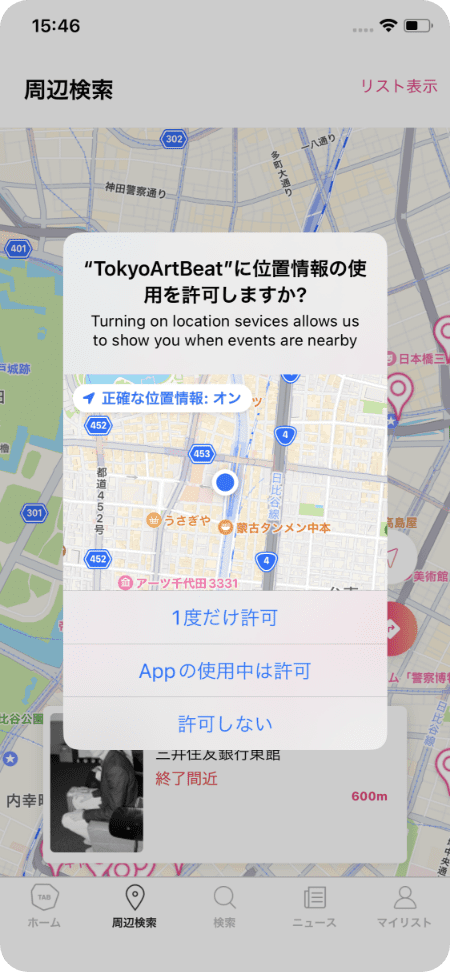 15:46
周辺検索
リスト表示
302
一八通り
多町大通り
神田警察通り
401
“TokyoArtBeat”に位置情報の使
用を許可しますか?
Turning on location sevices allows us
to show you when events are nearby
日本橋三
正確な位置情報: オン
452
453
4
都道452号
日比谷線
301
うさぎや
蒙古タンメン中本
高島屋
452
4
アーツ千代田3331
美術館
1度だけ許可
Appの使用中は許可
ム「警察博
許可しない
比谷公園
三井住友銀行東館
終了間近
600m
内幸町
TAB
ホーム
周辺検索
検索
ニュース
マイリスト